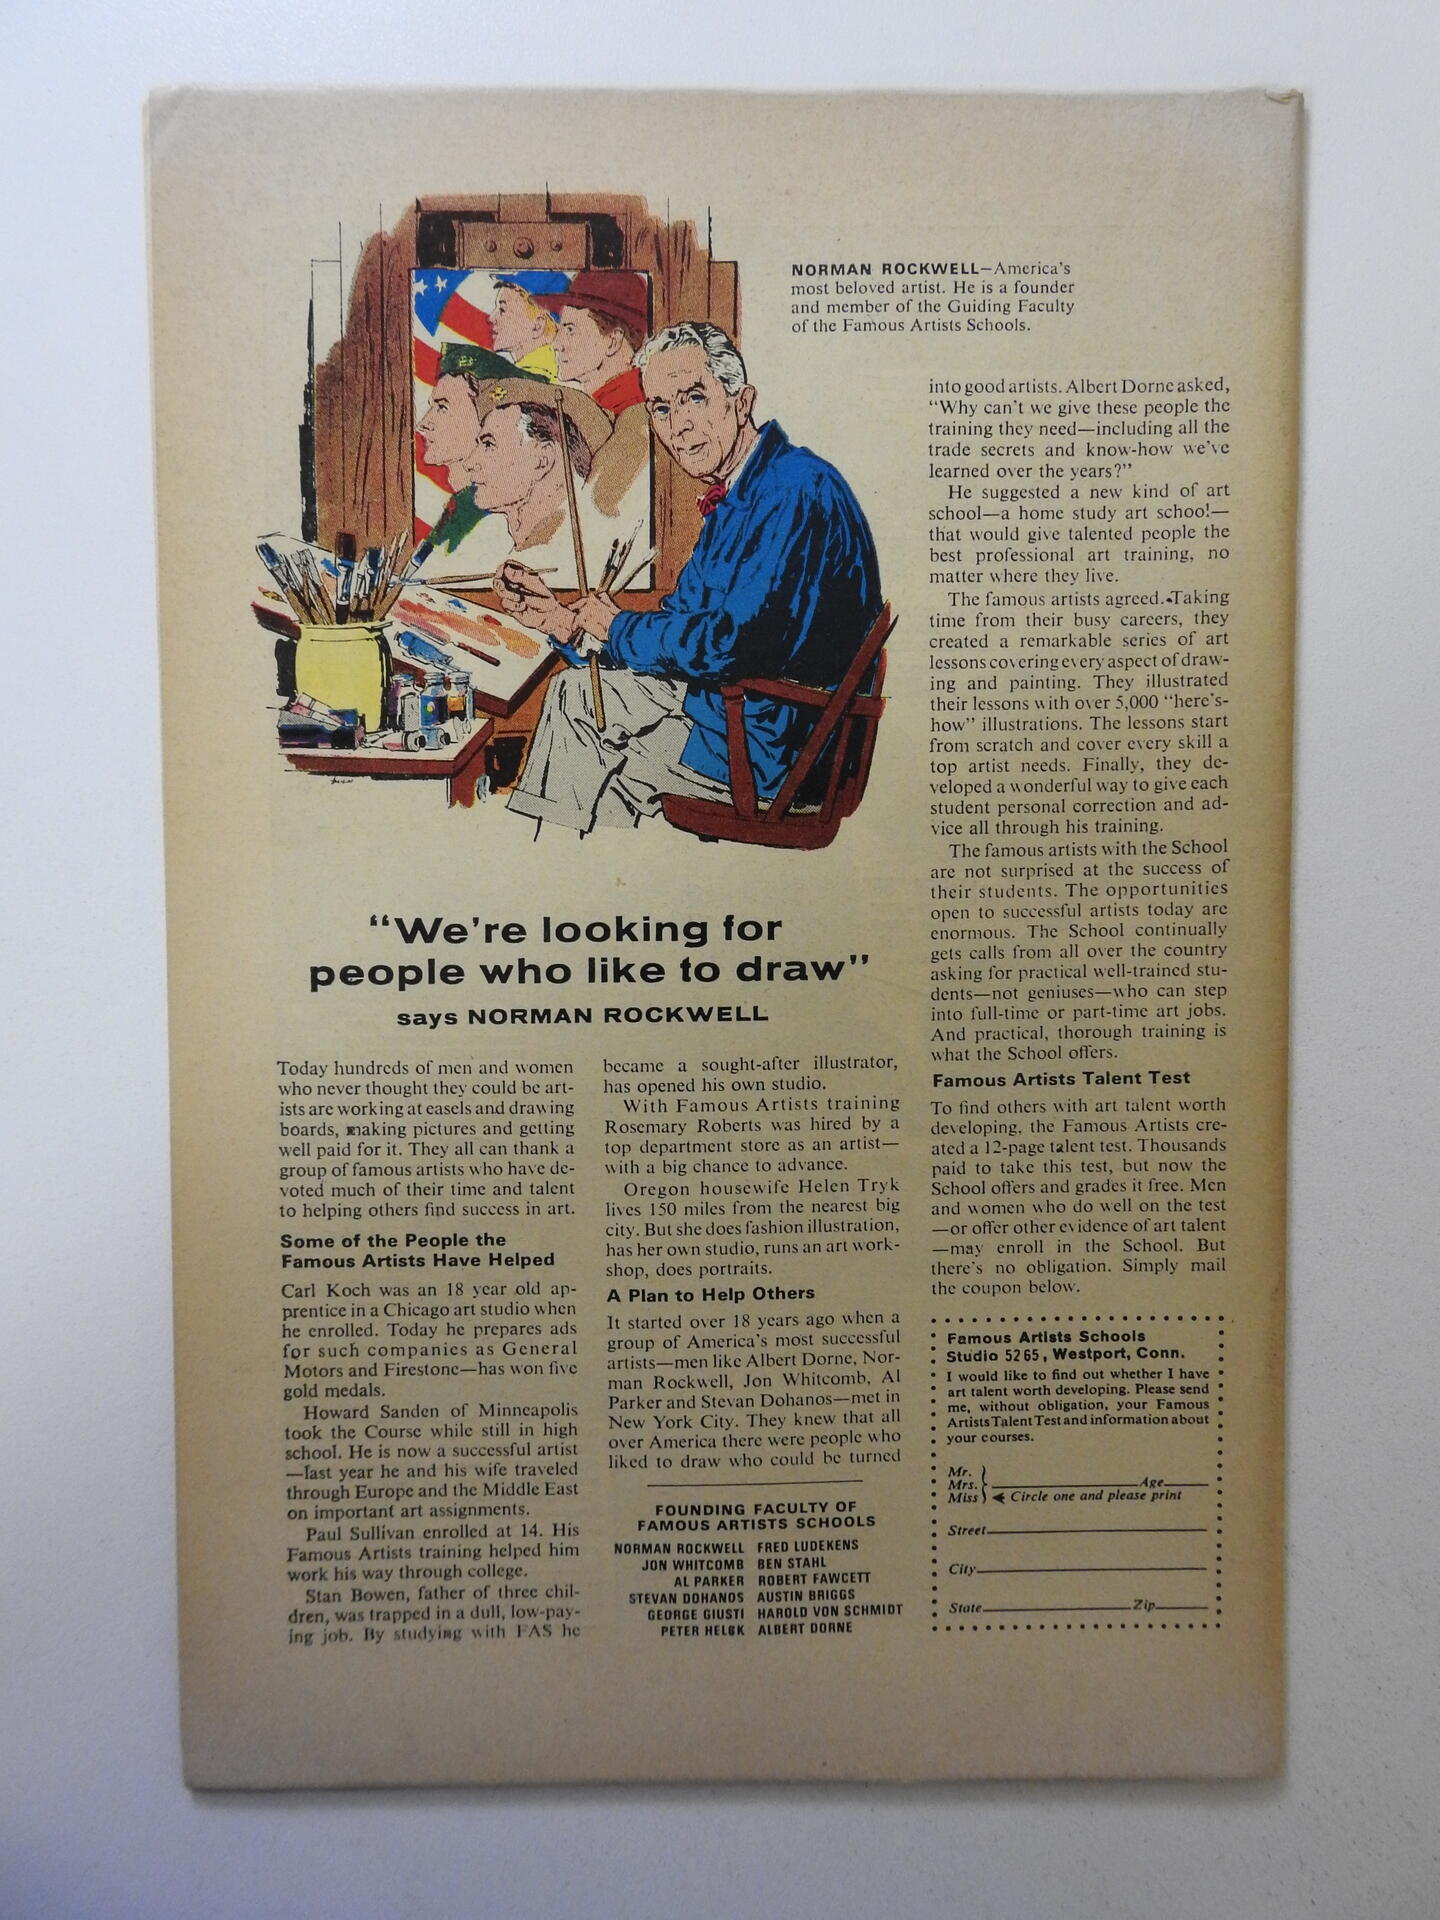 NORMAN ROCKWELL—America's
most beloved artist. He is a founder
and member of the Guiding Faculty
of the Famous Artists Schools.
"We're looking for
people who like to draw"
says NORMAN ROCKWELL
Today hundreds of men and women
who never thought they could be art-
ists are working at easels and drawing
boards, making pictures and getting
well paid for it. They all can thank a
group of famous artists who have de-
voted much of their time and talent
to helping others find success in art.
Some of the People the
Famous Artists Have Helped
Carl Koch was an 18 year old ap-
prentice in a Chicago art studio when
he enrolled. Today he prepares ads
for such companies as General
Motors and Firestone—has won five
gold medals.
Howard Sanden of Minneapolis
took the Course while still in high
school. He is now a successful artist
—last year he and his wife traveled
through Europe and the Middle East
on important art assignments.
Paul Sullivan enrolled at 14. His
Famous Artists training helped him
work his way through college.
Stan Bowen, father of three chil-
dren, was trapped in a dull, low-pay-
ing job. By studying with FAS he
became a sought-after illustrator,
has opened his own studio.
With Famous Artists training
Rosemary Roberts was hired by a
top department store as an artist—
with a big chance to advance.
Oregon housewife Helen Tryk
lives 150 miles from the nearest big
city. But she does fashion illustration,
has her own studio, runs an art work-
shop, does portraits.
A Plan to Help Others
It started over 18 years ago when a
group of America's most successful
artists—men like Albert Dorne, Nor-
man Rockwell, Jon Whitcomb, Al
Parker and Stevan Dohanos—met in
New York City. They knew that all
over America there were people who
liked to draw who could be turned
FOUNDING FACULTY OF
FAMOUS ARTISTS SCHOOLS
NORMAN ROCKWELL FRED LUDEKENS
JON WHITCOMB BEN STAHL
AL PARKER ROBERT FAWCETT
STEVAN DOHANOS AUSTIN BRIGGS
GEORGE GIUSTI HAROLD VON SCHMIDT
PETER HELCK ALBERT DORNE
into good artists. Albert Dorne asked,
"Why can't we give these people the
training they need—including all the
trade secrets and know-how we've
learned over the years?"
He suggested a new kind of art
school—a home study art school—
that would give talented people the
best professional art training, no
matter where they live.
The famous artists agreed. Taking
time from their busy careers, they
created a remarkable series of art
lessons covering every aspect of draw-
ing and painting. They illustrated
their lessons with over 5,000 "here's-
how" illustrations. The lessons start
from scratch and cover every skill a
top artist needs. Finally, they de-
veloped a wonderful way to give each
student personal correction and ad-
vice all through his training.
The famous artists with the School
are not surprised at the success of
their students. The opportunities
open to successful artists today are
enormous. The School continually
gets calls from all over the country
asking for practical well-trained stu-
dents—not geniuses—who can step
into full-time or part-time art jobs.
And practical, thorough training is
what the School offers.
Famous Artists Talent Test
To find others with art talent worth
developing, the Famous Artists cre-
ated a 12-page talent test. Thousands
paid to take this test, but now the
School offers and grades it free. Men
and women who do well on the test
—or offer other evidence of art talent
—may enroll in the School. But
there's no obligation. Simply mail
the coupon below.
Famous Artists Schools
Studio 5265, Westport, Conn.
I would like to find out whether I have
art talent worth developing. Please send
me, without obligation, your Famous
Artists Talent Test and information about
your courses.
Mr.
Mrs. Age
Miss Circle one and please print
Street
City
State Zip